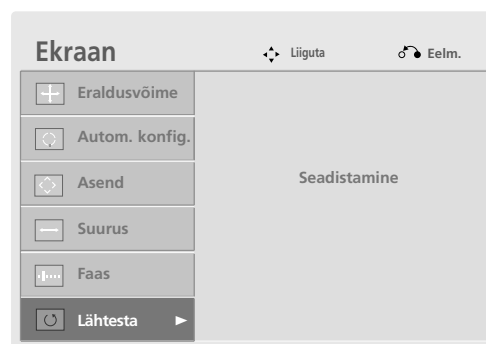 Ekraan
Liiguta
Eelm.
Eraldusvõime
Autom. konfig.
Asend
Seadistamine
Suurus
Faas
Lähtesta